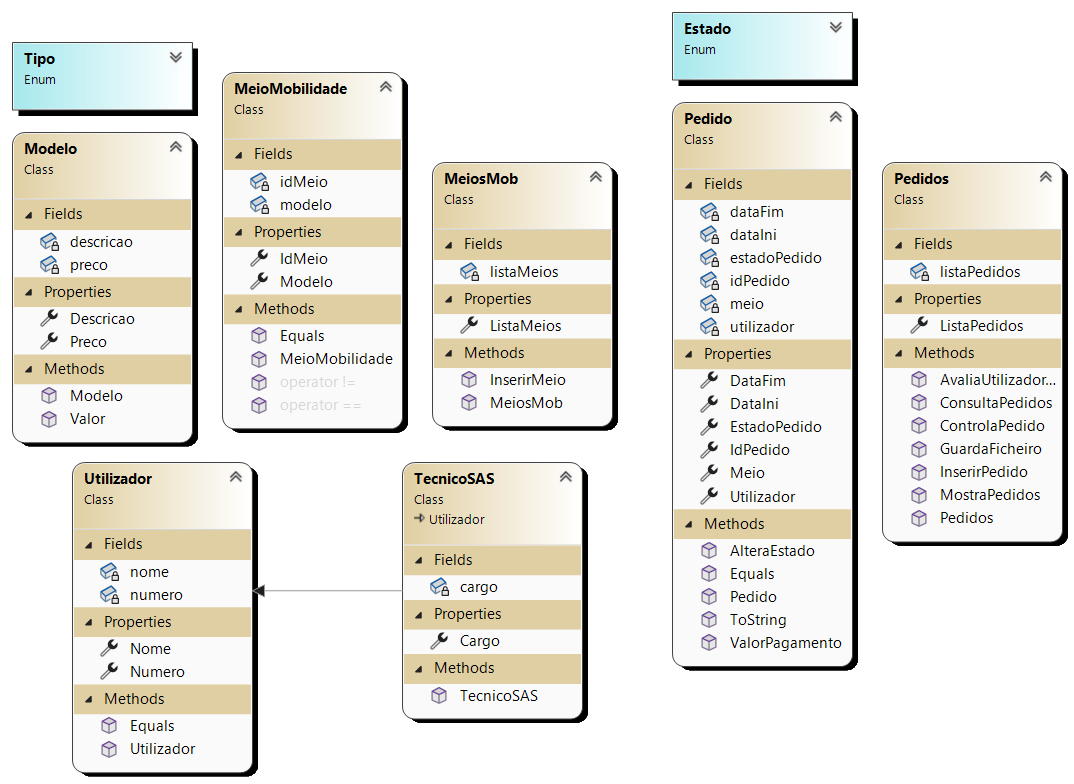 Tipo
Enum
Modelo
Class
Fields
descricao
preco
Properties
Descricao
Preco
Methods
Modelo
Valor
MeioMobilidade
Class
Fields
idMeio
modelo
Properties
IdMeio
Modelo
Methods
Equals
MeioMobilidade
operator !=
operator ==
MeiosMob
Class
Fields
listaMeios
Properties
ListaMeios
Methods
InserirMeio
MeiosMob
Estado
Enum
Pedido
Class
Fields
dataFim
dataIni
estadoPedido
idPedido
meio
utilizador
Properties
DataFim
DataIni
EstadoPedido
IdPedido
Meio
Utilizador
Methods
AlteraEstado
Equals
Pedido
ToString
ValorPagamento
Pedidos
Class
Fields
listaPedidos
Properties
ListaPedidos
Methods
AvaliaUtilizador...
ConsultaPedidos
ControlaPedido
GuardaFicheiro
InserirPedido
MostraPedidos
Pedidos
Utilizador
Class
Fields
nome
numero
Properties
Nome
Numero
Methods
Equals
Utilizador
TecnicoSAS
Class
Utilizador
Fields
cargo
Properties
Cargo
Methods
TecnicoSAS